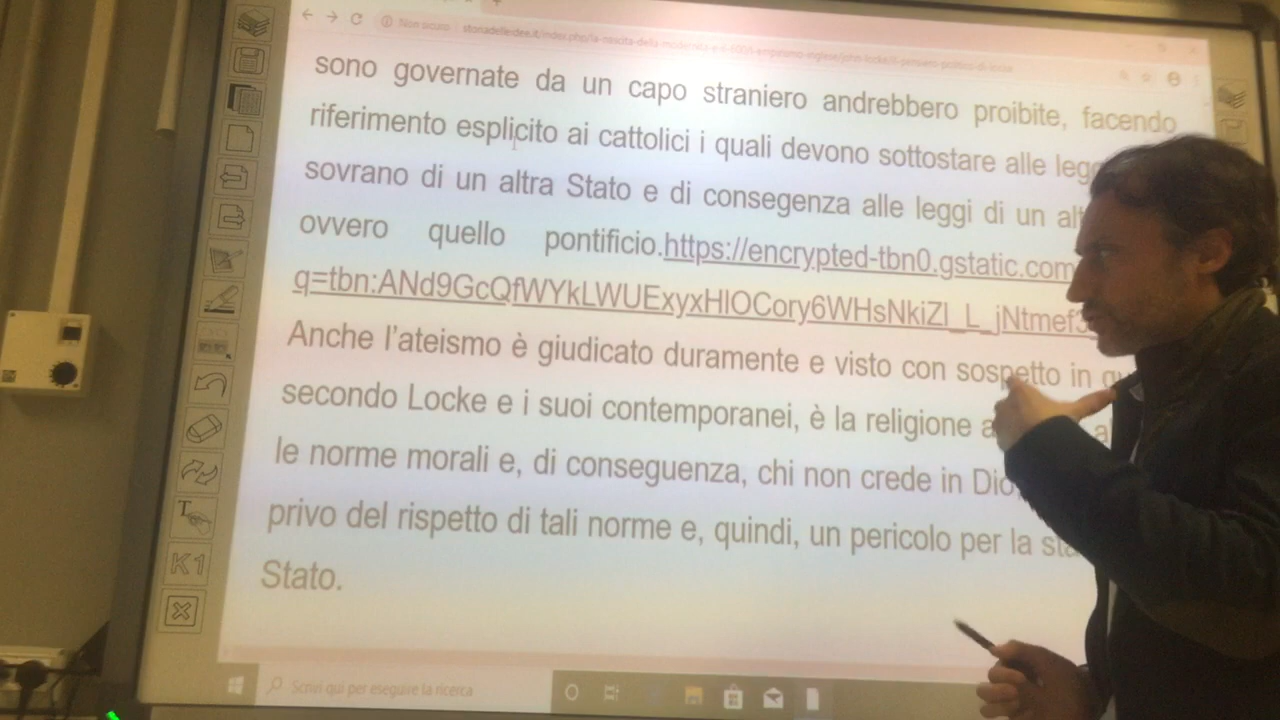 Non sicuro
sono governate da un capo straniero andrebbero proibite, facendo
riferimento esplicito ai cattolici i quali devono sottostare alle
sovrano di un altra Stato e di consegenza alle leggi di un
ovvero quello pontificio.https://encrypted-tbn0.gstatic.com
q=tbn:ANd9GcQfWYkLWUExyxHIOCory6WHsNkiZI_L_jNtmef3
Anche l'ateismo è giudicato duramente e visto con sospetto in
secondo Locke e i suoi contemporanei, è la religione
le norme morali e, di conseguenza, chi non crede in Dio,
privo del rispetto di tali norme e, quindi, un pericolo per la
Stato.
T
K1
Scrivi qui per eseguire la ricerca